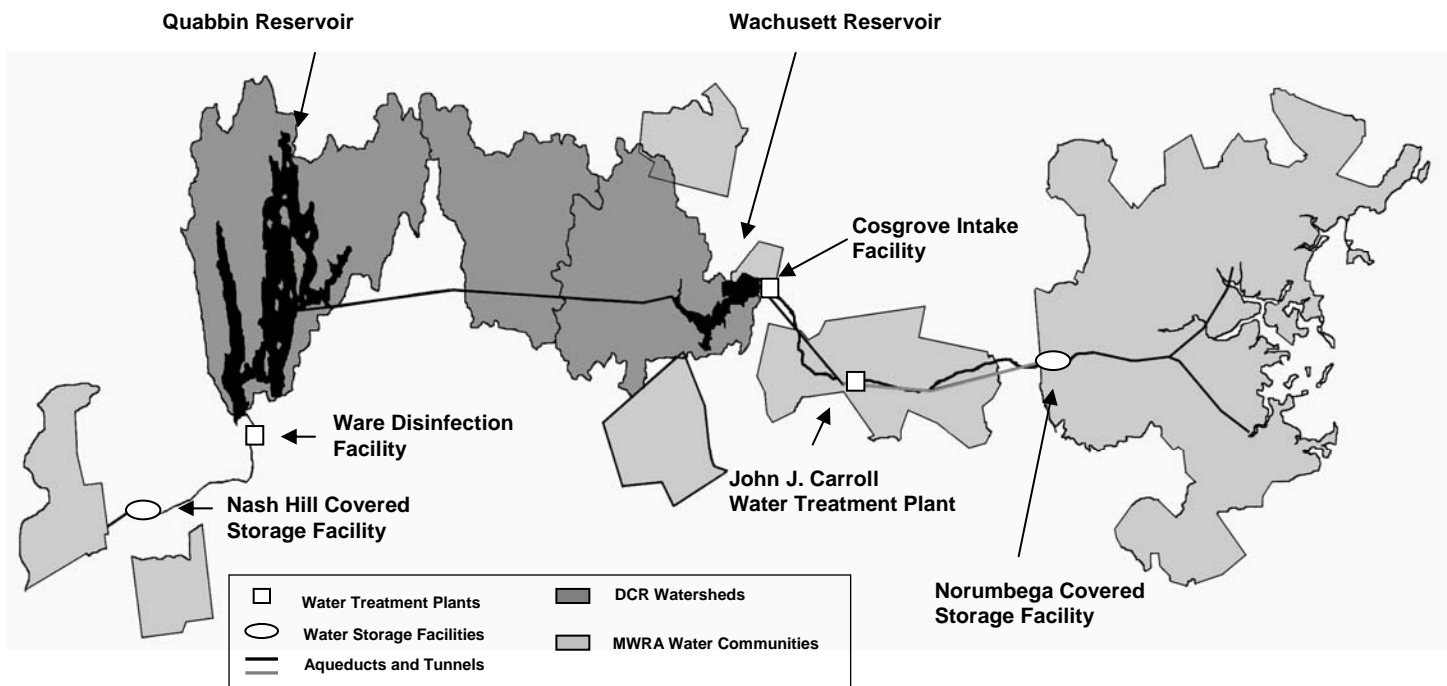 Quabbin Reservoir
Wachusett Reservoir
Cosgrove Intake
Facility
Ware Disinfection
Facility
John J. Carroll
Water Treatment Plant
Nash Hill Covered
Storage Facility
Norumbega Covered
Storage Facility
Water Treatment Plants
DCR Watersheds
Water Storage Facilities
MWRA Water Communities
Aqueducts and Tunnels